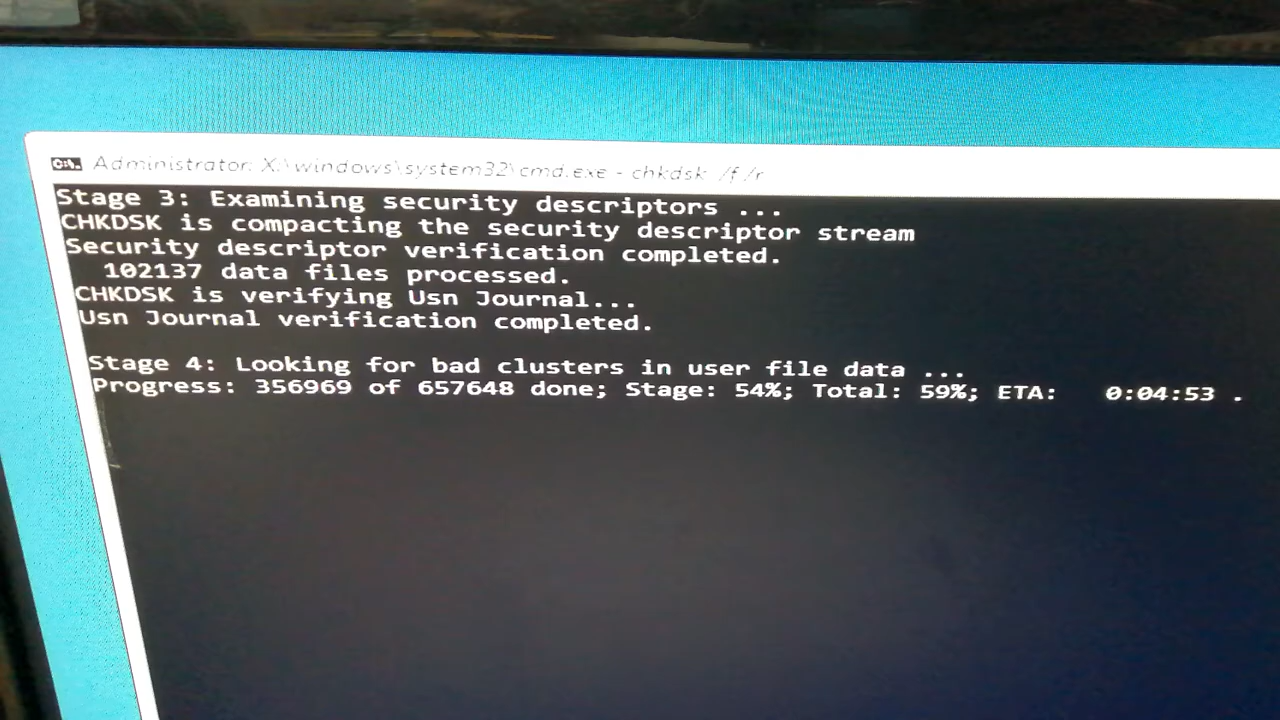 Administrator: X:\windows\system32\cmd.exe - chkdsk /f /r
Stage 3: Examining security descriptors ...
CHKDSK is compacting the security descriptor stream
Security descriptor verification completed.
102137 data files processed.
CHKDSK is verifying Usn Journal...
Usn Journal verification completed.
Stage 4: Looking for bad clusters in user file data ...
Progress: 356969 of 657648 done; Stage: 54%; Total: 59%; ETA: 0:04:53 .